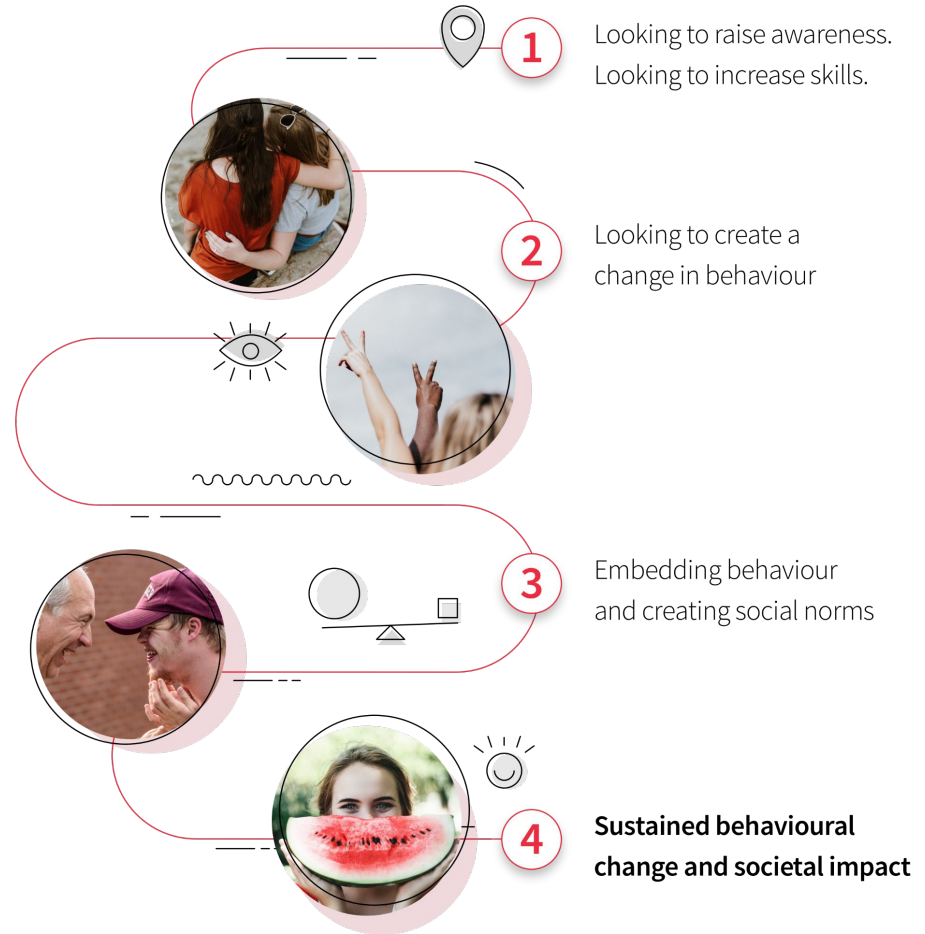 1
Looking to raise awareness.
Looking to increase skills.
2
Looking to create a
change in behaviour
3
Embedding behaviour
and creating social norms
4
Sustained behavioural
change and societal impact